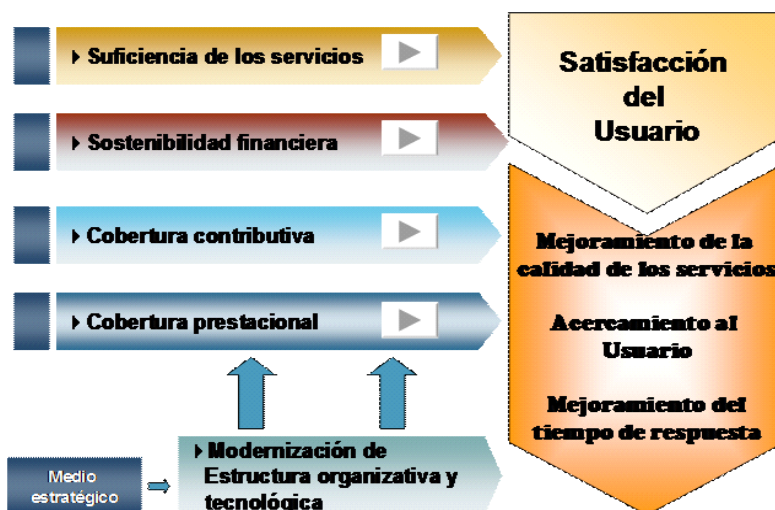 Suficiencia de los servicios
Sostenibilidad financiera
Cobertura contributiva
Cobertura prestacional
Modernización de
Estructura organizativa y
tecnológica
Medio
estratégico
Satisfacción
del
Usuario
Mejoramiento de la
calidad de los servicios
Acercamiento al
Usuario
Mejoramiento del
tiempo de respuesta